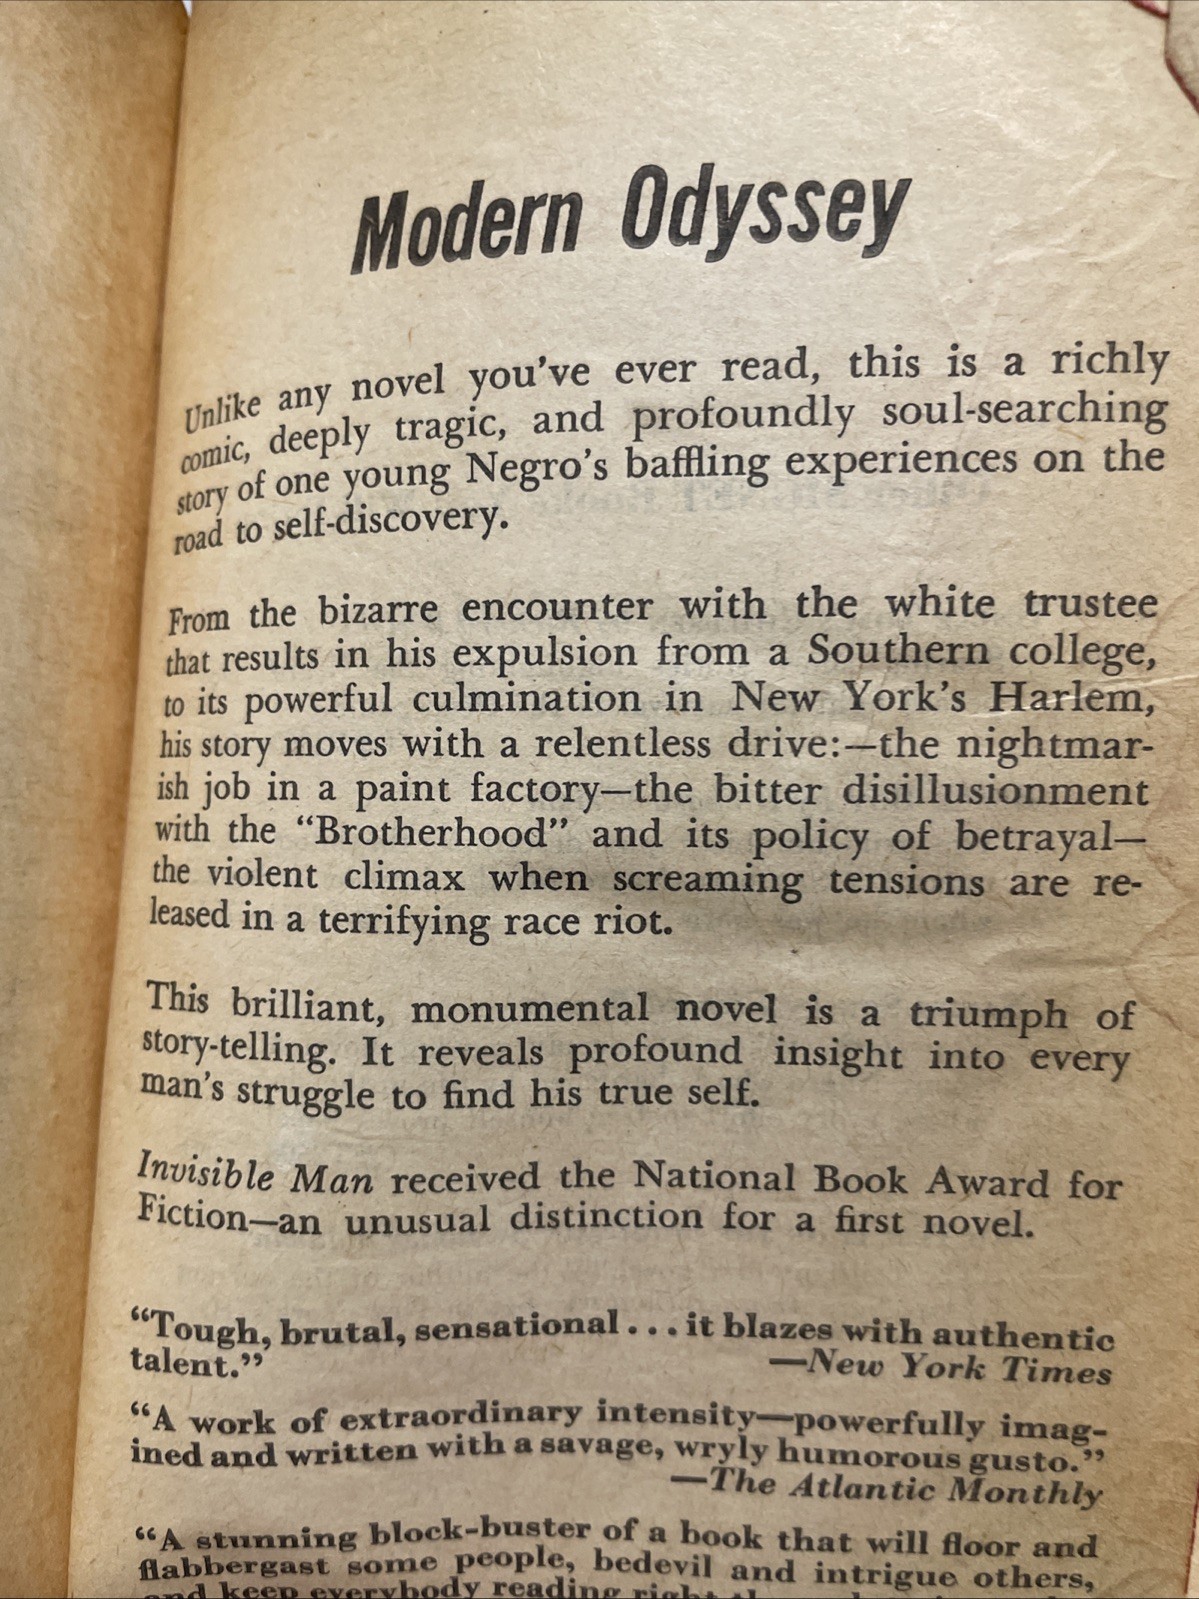 Modern Odyssey
Unlike any novel you've ever read, this is a richly
comic, deeply tragic, and profoundly soul-searching
story of one young Negro's baffling experiences on the
road to self-discovery.
From the bizarre encounter with the white trustee
that results in his expulsion from a Southern college,
to its powerful culmination in New York's Harlem,
his story moves with a relentless drive:—the nightmar-
ish job in a paint factory—the bitter disillusionment
with the "Brotherhood" and its policy of betrayal—
the violent climax when screaming tensions are re-
leased in a terrifying race riot.
This brilliant, monumental novel is a triumph of
story-telling. It reveals profound insight into every
man's struggle to find his true self.
Invisible Man received the National Book Award for
Fiction—an unusual distinction for a first novel.
"Tough, brutal, sensational... it blazes with authentic
talent." —New York Times
"A work of extraordinary intensity—powerfully imag-
ined and written with a savage, wryly humorous gusto."
—The Atlantic Monthly
"A stunning block-buster of a book that will floor and
flabbergast some people, bedevil and intrigue others,
and keep everybody reading right